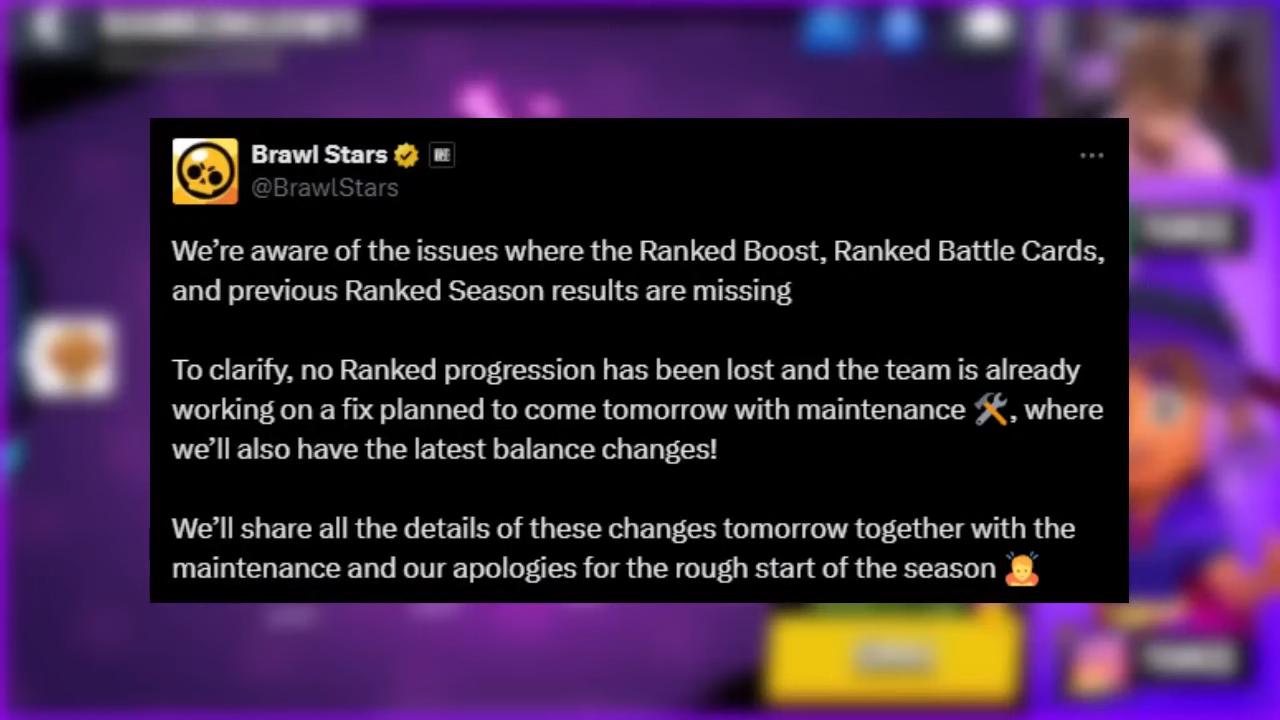 Brawl Stars
@BrawlStars
We’re aware of the issues where the Ranked Boost, Ranked Battle Cards,
and previous Ranked Season results are missing
To clarify, no Ranked progression has been lost and the team is already
working on a fix planned to come tomorrow with maintenance 🛠️, where
we’ll also have the latest balance changes!
We’ll share all the details of these changes tomorrow together with the
maintenance and our apologies for the rough start of the season 🙇